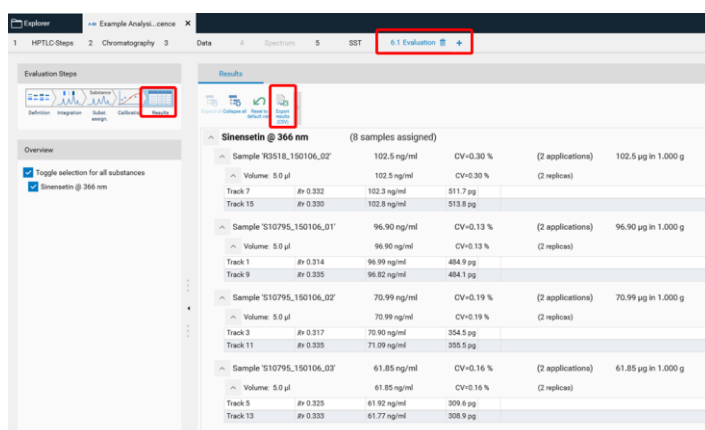 Explorer
Example Analysi...cence ×
1 HPTLC-Steps 2 Chromatography 3 Data 4 Spectrum 5 SST 6.1 Evaluation +
Evaluation Steps
Results
Substance
Definition Integration Subst. assign. Calibration Results
Expand all Collapse all Reset to default view Export results (CSV)
Sinensetin @ 366 nm (8 samples assigned)
Overview
Toggle selection for all substances
Sinensetin @ 366 nm
Sample 'R3518_150106_02' 102.5 ng/ml CV=0.30 % (2 applications) 102.5 µg in 1.000 g
Volume: 5.0 µl 102.5 ng/ml CV=0.30 % (2 replicas)
Track 7 RF 0.332 102.3 ng/ml 511.7 pg
Track 15 RF 0.330 102.8 ng/ml 513.8 pg
Sample 'S10795_150106_01' 96.90 ng/ml CV=0.13 % (2 applications) 96.90 µg in 1.000 g
Volume: 5.0 µl 96.90 ng/ml CV=0.13 % (2 replicas)
Track 1 RF 0.314 96.99 ng/ml 484.9 pg
Track 9 RF 0.335 96.82 ng/ml 484.1 pg
Sample 'S10795_150106_02' 70.99 ng/ml CV=0.19 % (2 applications) 70.99 µg in 1.000 g
Volume: 5.0 µl 70.99 ng/ml CV=0.19 % (2 replicas)
Track 3 RF 0.317 70.90 ng/ml 354.5 pg
Track 11 RF 0.335 71.09 ng/ml 355.5 pg
Sample 'S10795_150106_03' 61.85 ng/ml CV=0.16 % (2 applications) 61.85 µg in 1.000 g
Volume: 5.0 µl 61.85 ng/ml CV=0.16 % (2 replicas)
Track 5 RF 0.325 61.92 ng/ml 309.6 pg
Track 13 RF 0.333 61.77 ng/ml 308.9 pg